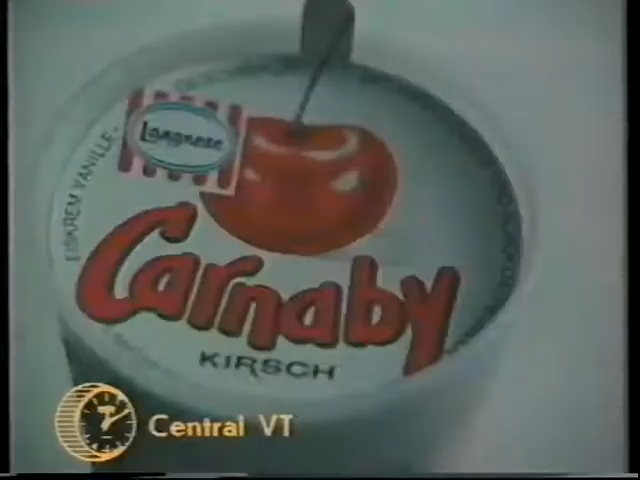 Langnese
EISKREM VANILLE
Carnaby
KIRSCH
Central VT